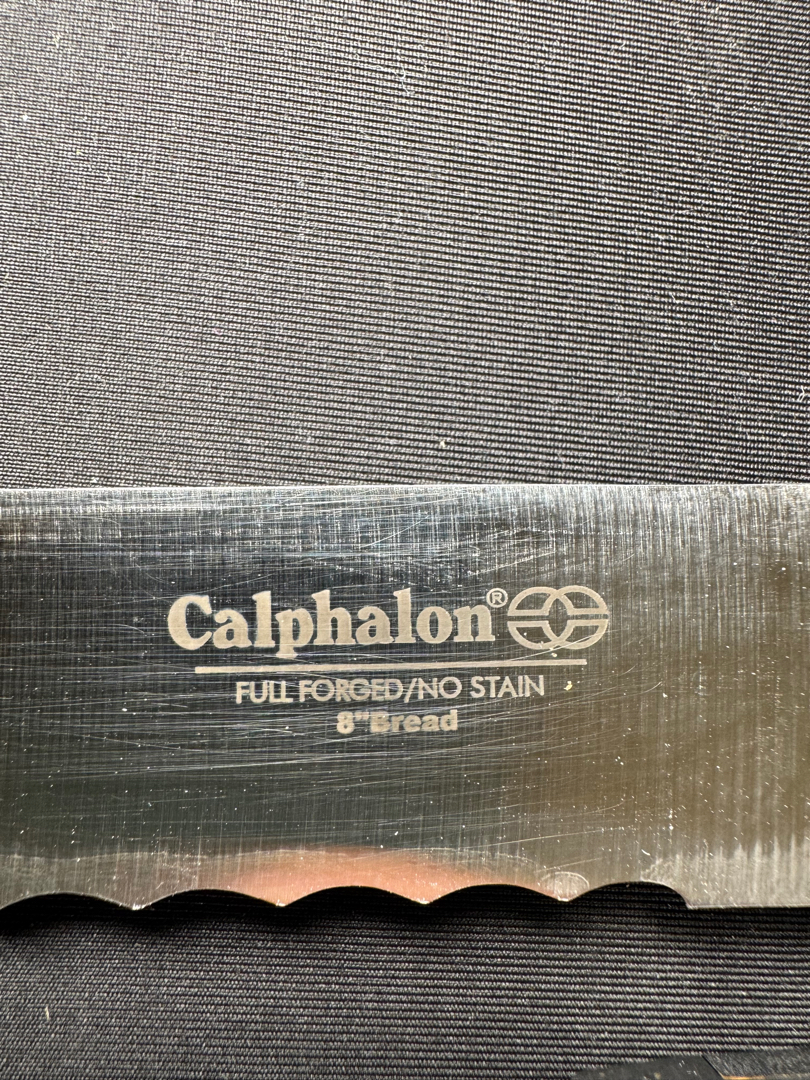 Calphalon®
FULL FORGED/NO STAIN
8"Bread